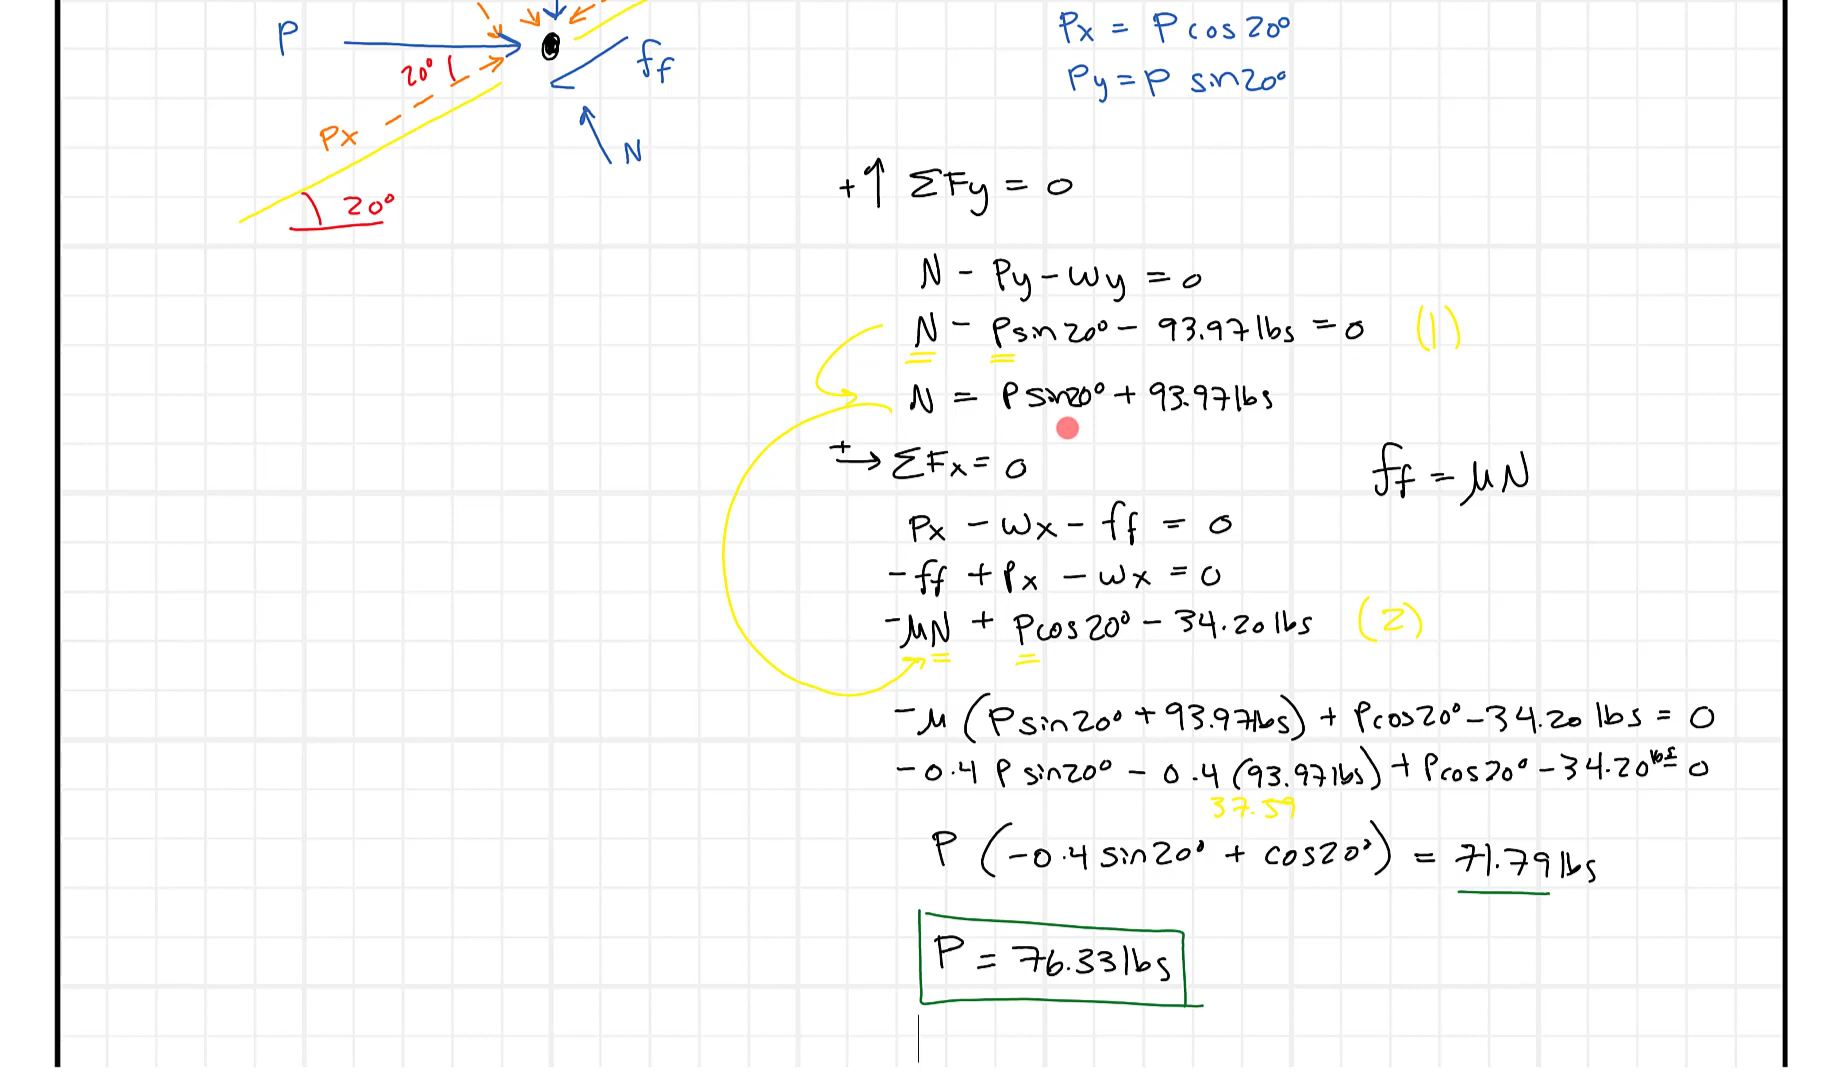 P
20°
ff
Px
N
20°
Px = P cos 20°
Py = P sin 20°
+↑ ΣFy = 0
N - Py - Wy = 0
N - P sin 20° - 93.97 lbs = 0 (1)
N = P sin 20° + 93.97 lbs
+→ ΣFx = 0
ff = μN
Px - Wx - ff = 0
-ff + Px - Wx = 0
-μN + P cos 20° - 34.20 lbs (2)
-μ (P sin 20° + 93.97 lbs) + P cos 20° - 34.20 lbs = 0
-0.4 P sin 20° - 0.4 (93.97 lbs) + P cos 20° - 34.20 lbs = 0
37.59
P (-0.4 sin 20° + cos 20°) = 71.79 lbs
P = 76.33 lbs